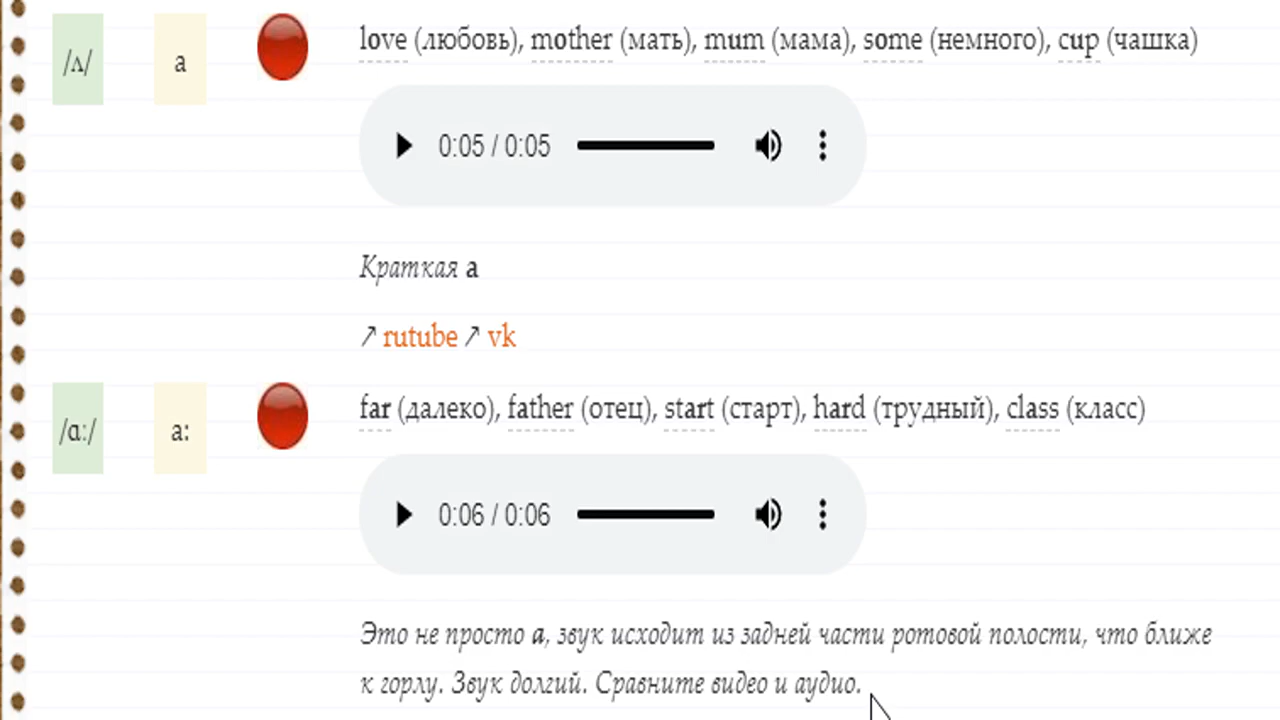 /ʌ/ а love (любовь), mother (мать), mum (мама), some (немного), cup (чашка)
0:05 / 0:05
Краткая а
↗ rutube ↗ vk
/ɑː/ а: far (далеко), father (отец), start (старт), hard (трудный), class (класс)
0:06 / 0:06
Это не просто а, звук исходит из задней части ротовой полости, что ближе
к горлу. Звук долгий. Сравните видео и аудио.